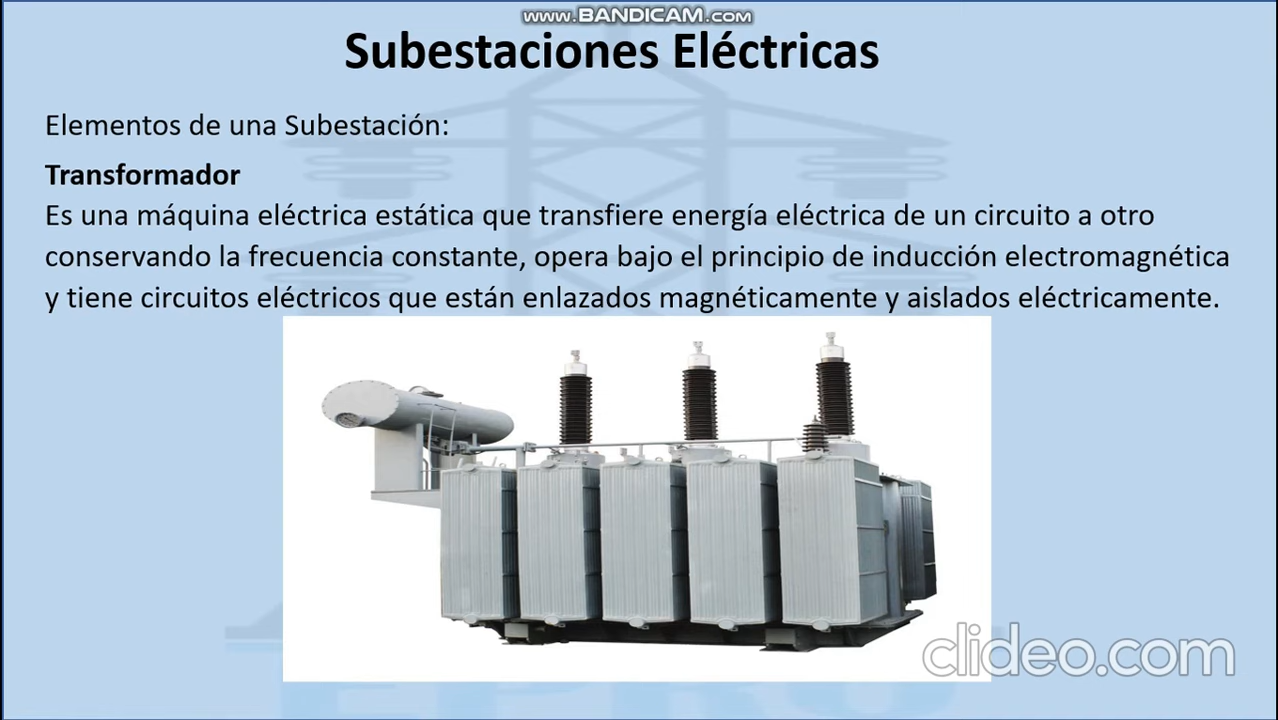 www.BANDICAM.com
Subestaciones Eléctricas
Elementos de una Subestación:
Transformador
Es una máquina eléctrica estática que transfiere energía eléctrica de un circuito a otro
conservando la frecuencia constante, opera bajo el principio de inducción electromagnética
y tiene circuitos eléctricos que están enlazados magnéticamente y aislados eléctricamente.
clideo.com